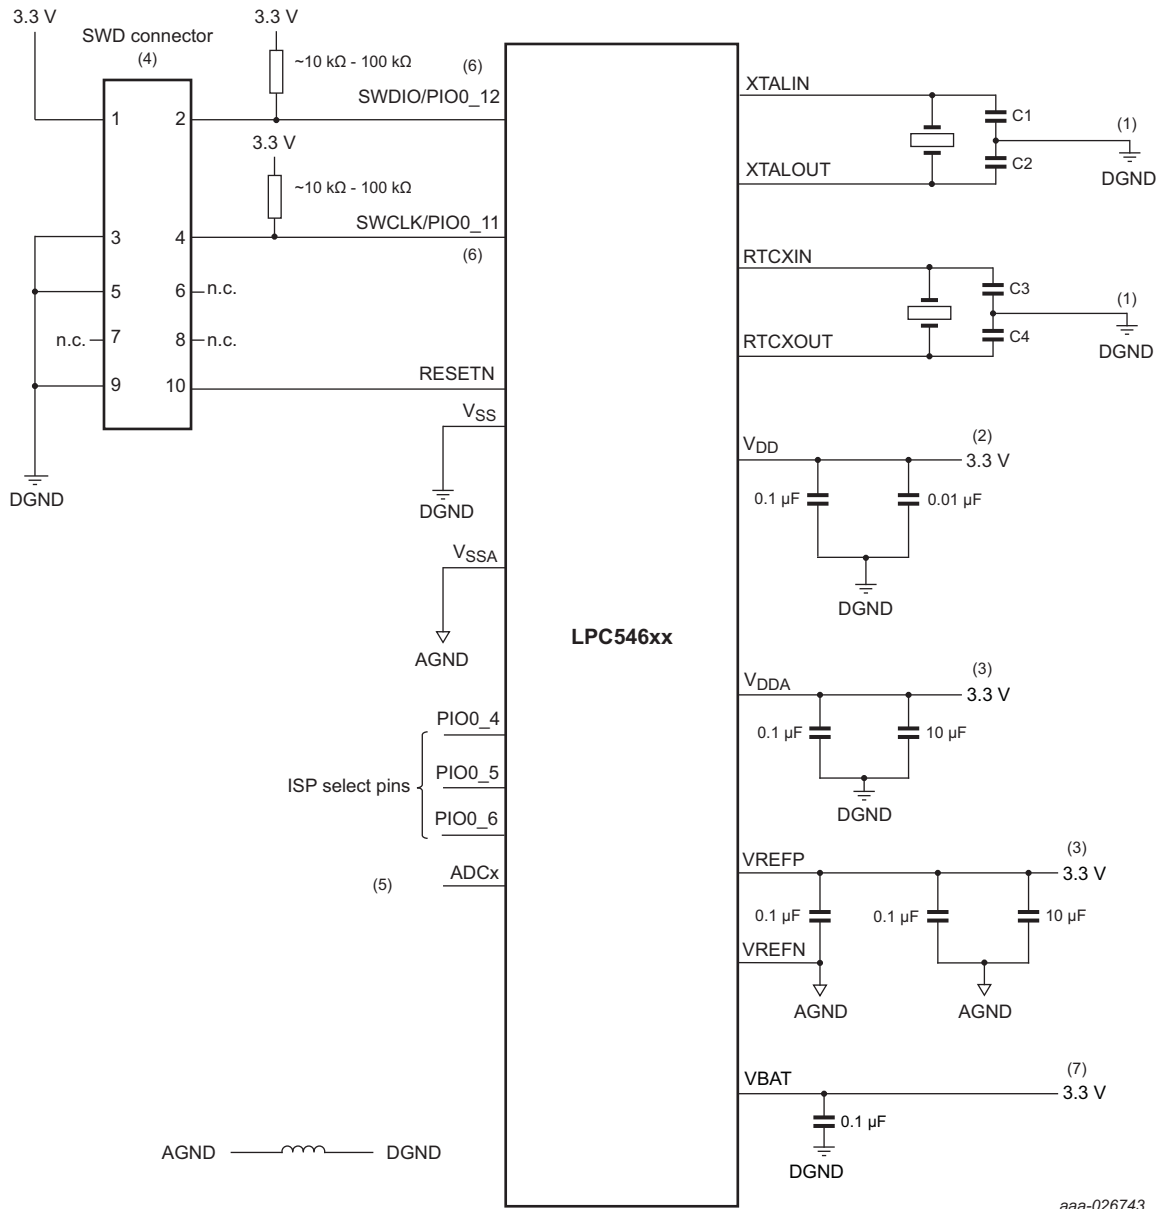 3.3 V
SWD connector
(4)
3.3 V
~10 kΩ - 100 kΩ
(6)
SWDIO/PIO0_12
1
2
3.3 V
~10 kΩ - 100 kΩ
SWCLK/PIO0_11
(6)
3
4
5
6
n.c.
n.c.
7
8
n.c.
9
10
RESETN
DGND
VSS
DGND
VSSA
AGND
LPC546xx
PIO0_4
ISP select pins
PIO0_5
PIO0_6
(5)
ADCx
AGND
DGND
XTALIN
C1
(1)
C2
DGND
XTALOUT
RTCXIN
C3
(1)
C4
DGND
RTCXOUT
VDD
(2)
3.3 V
0.1 µF
0.01 µF
DGND
VDDA
(3)
3.3 V
0.1 µF
10 µF
DGND
VREFP
(3)
3.3 V
0.1 µF
0.1 µF
10 µF
VREFN
AGND
AGND
VBAT
(7)
3.3 V
0.1 µF
DGND
aaa-026743